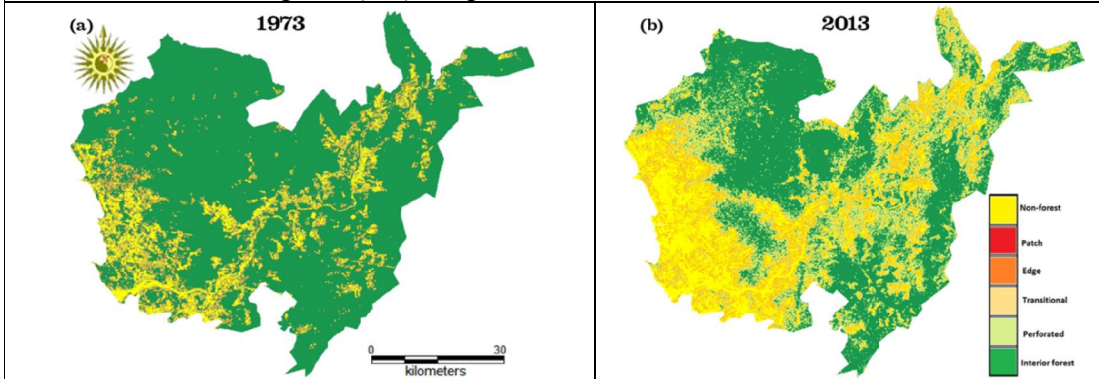 (a) 1973
0 30
kilometers
(b) 2013
Non-forest
Patch
Edge
Transitional
Perforated
Interior forest